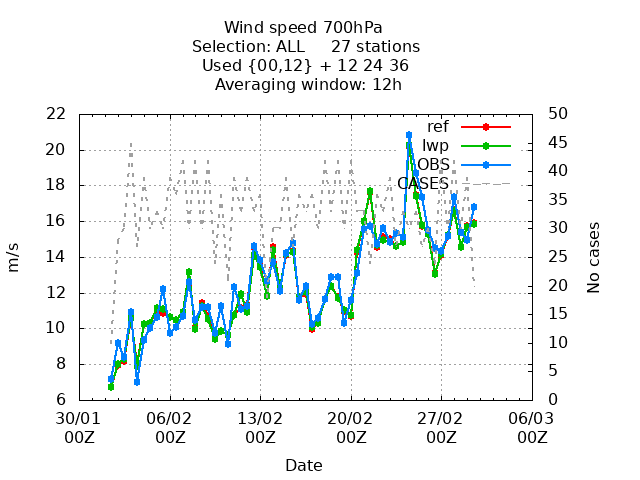 Wind speed 700hPa
Selection: ALL     27 stations
Used {00,12} + 12 24 36
Averaging window: 12h
ref
lwp
OBS
CASES
22
20
18
16
14
12
10
8
6
m/s
50
45
40
35
30
25
20
15
10
5
0
No cases
30/01 06/02 13/02 20/02 27/02 06/03
00Z 00Z 00Z 00Z 00Z 00Z
Date